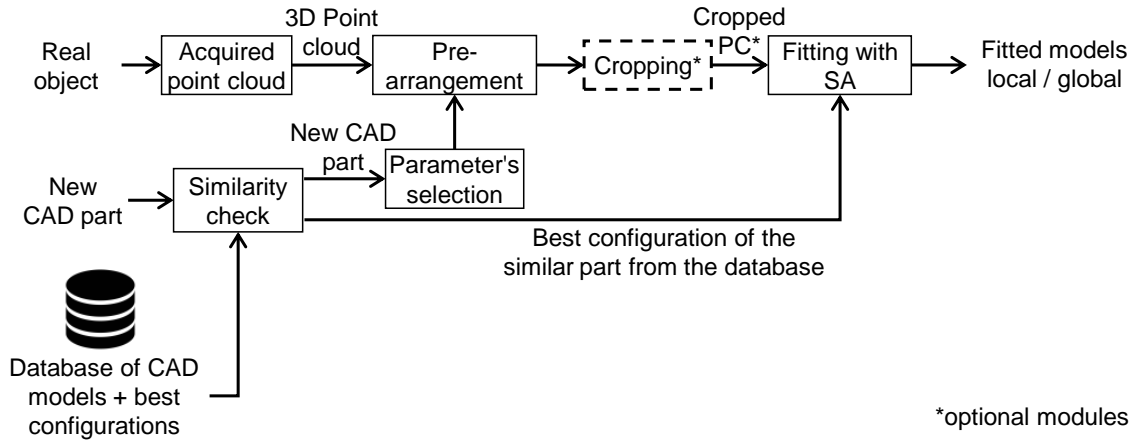 Real
object
Acquired
point cloud
3D Point
cloud
Pre-
arrangement
Cropping*
Cropped
PC*
Fitting with
SA
Fitted models
local / global
New
CAD part
Similarity
check
New CAD
part
Parameter's
selection
Best configuration of the
similar part from the database
Database of CAD
models + best
configurations
*optional modules